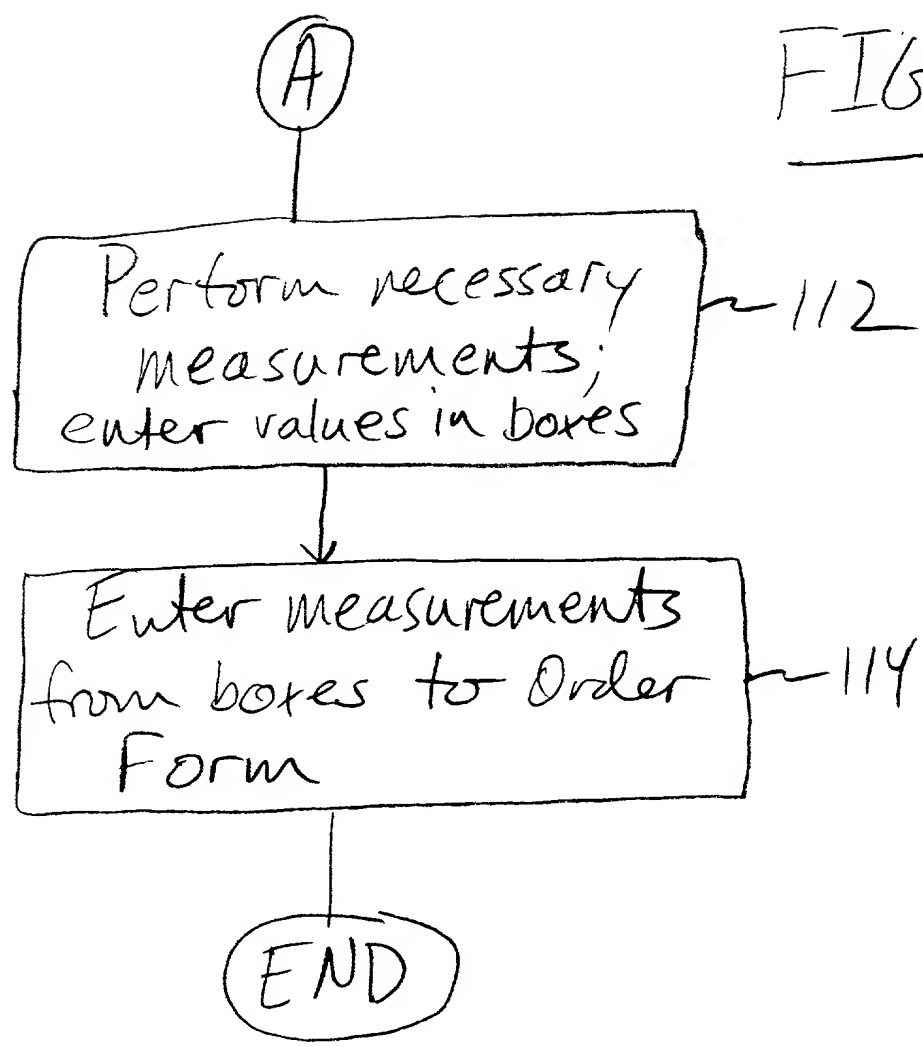 A
FIG
Perform necessary
measurements;
enter values in boxes
112
Enter measurements
from boxes to Order
Form
114
END